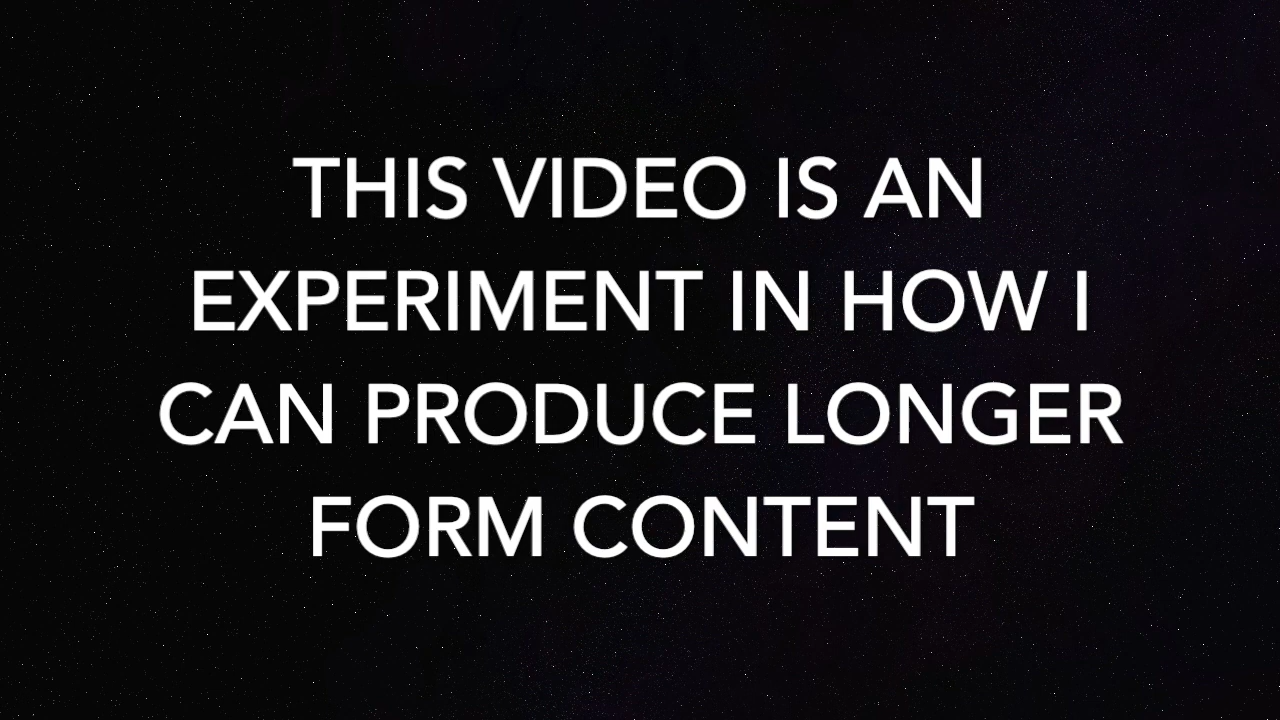 THIS VIDEO IS AN
EXPERIMENT IN HOW I
CAN PRODUCE LONGER
FORM CONTENT